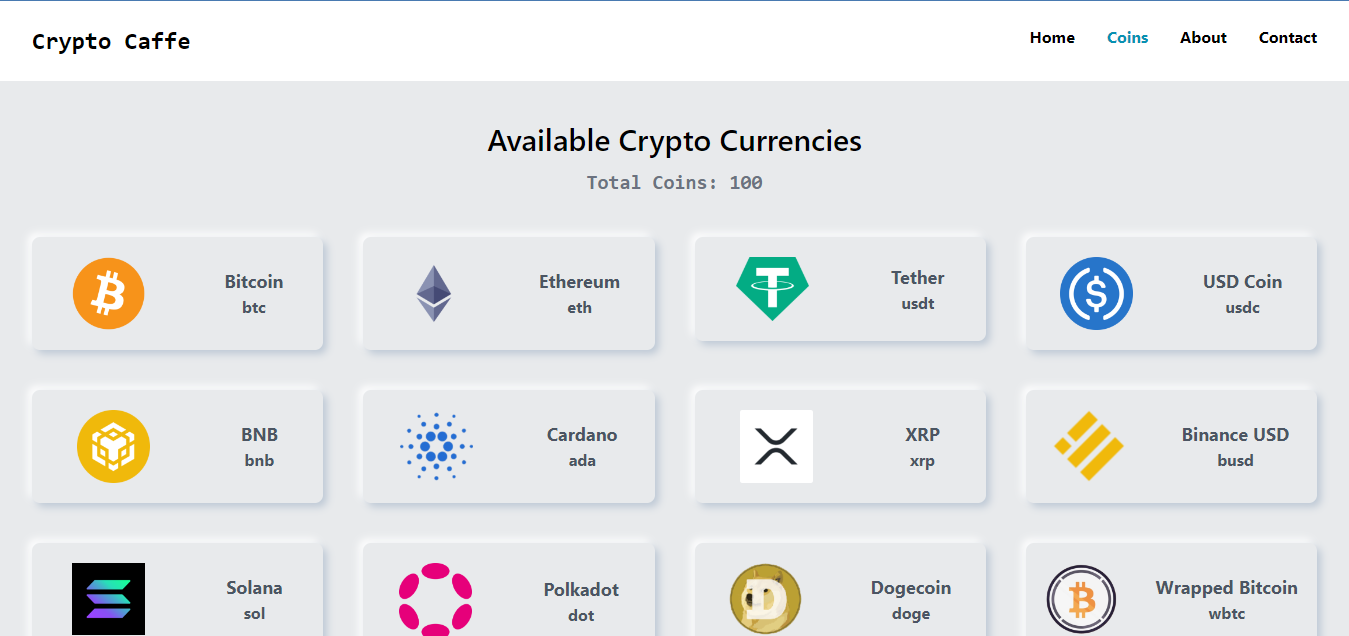 Crypto Caffe
Home Coins About Contact
Available Crypto Currencies
Total Coins: 100
Bitcoin
btc
Ethereum
eth
Tether
usdt
USD Coin
usdc
BNB
bnb
Cardano
ada
XRP
xrp
Binance USD
busd
Solana
sol
Polkadot
dot
Dogecoin
doge
Wrapped Bitcoin
wbtc